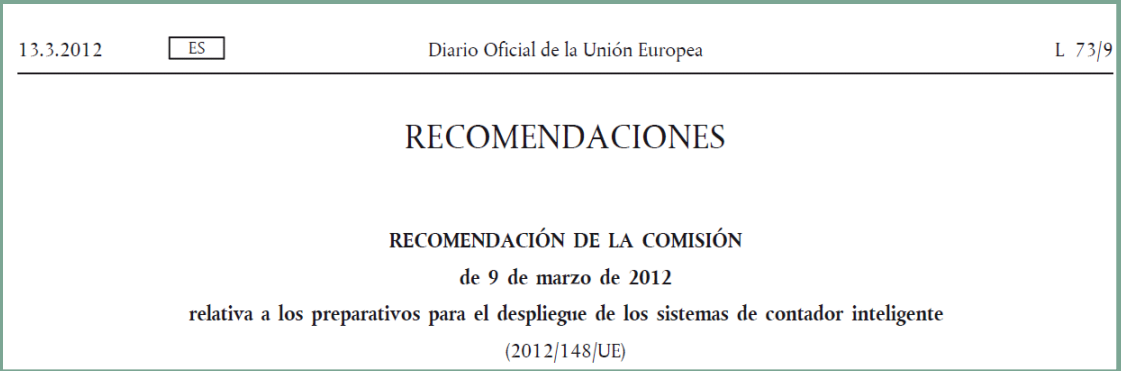 13.3.2012 ES Diario Oficial de la Unión Europea L 73/9
RECOMENDACIONES
RECOMENDACIÓN DE LA COMISIÓN
de 9 de marzo de 2012
relativa a los preparativos para el despliegue de los sistemas de contador inteligente
(2012/148/UE)